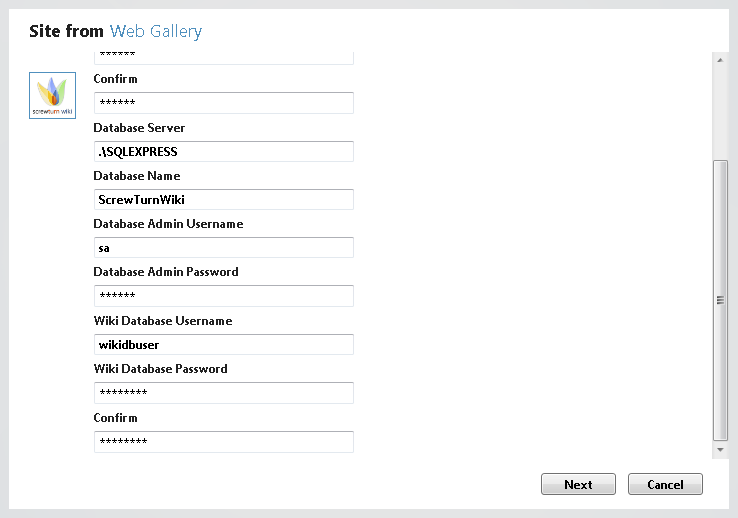 Site from Web Gallery
******
screwturn wiki
Confirm
******
Database Server
.\SQLEXPRESS
Database Name
ScrewTurnWiki
Database Admin Username
sa
Database Admin Password
******
Wiki Database Username
wikidbuser
Wiki Database Password
********
Confirm
********
Next Cancel